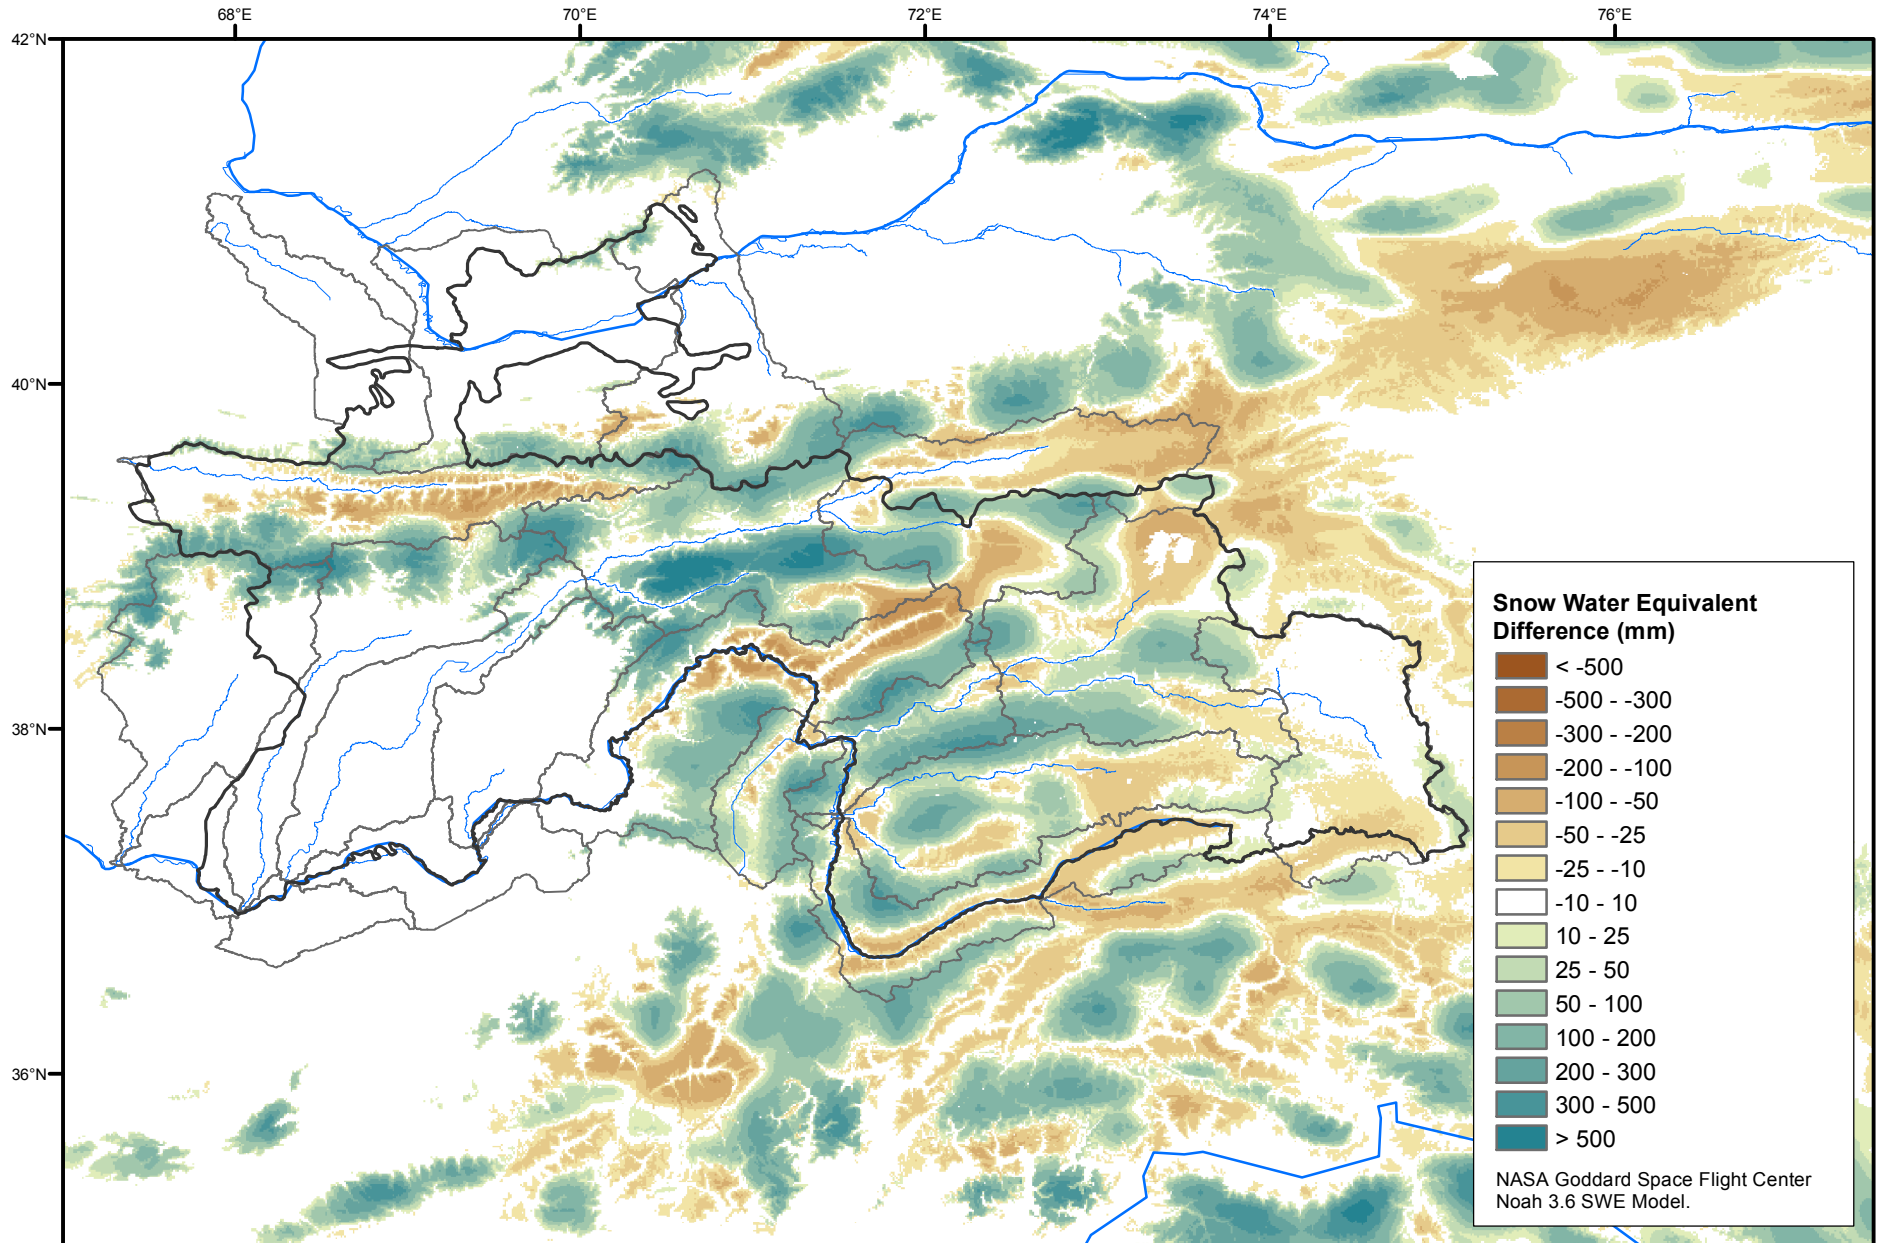 68°E
70°E
72°E
74°E
76°E
42°N
40°N
38°N
36°N
Snow Water Equivalent
Difference (mm)
< -500
-500 - -300
-300 - -200
-200 - -100
-100 - -50
-50 - -25
-25 - -10
-10 - 10
10 - 25
25 - 50
50 - 100
100 - 200
200 - 300
300 - 500
> 500
NASA Goddard Space Flight Center
Noah 3.6 SWE Model.